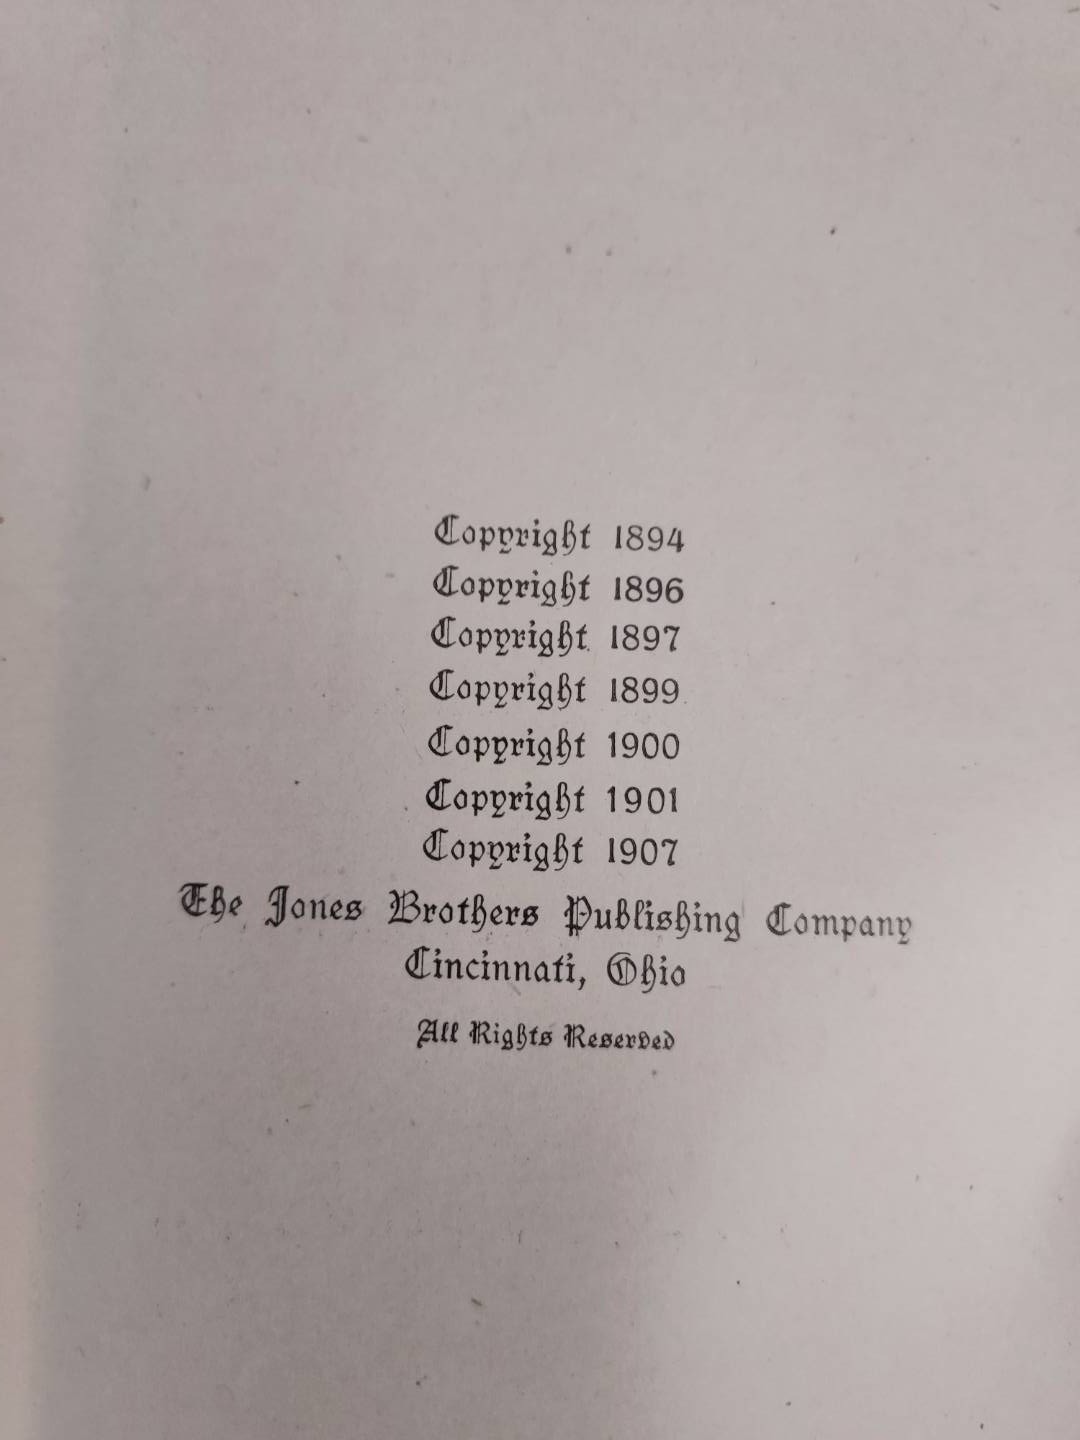 Copyright 1894
Copyright 1896
Copyright 1897
Copyright 1899
Copyright 1900
Copyright 1901
Copyright 1907
The Jones Brothers Publishing Company
Cincinnati, Ohio
All Rights Reserved